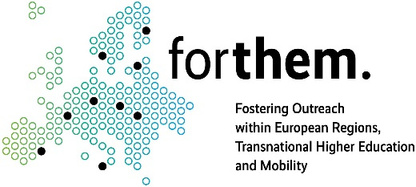 forthem.
Fostering Outreach
within European Regions,
Transnational Higher Education
and Mobility